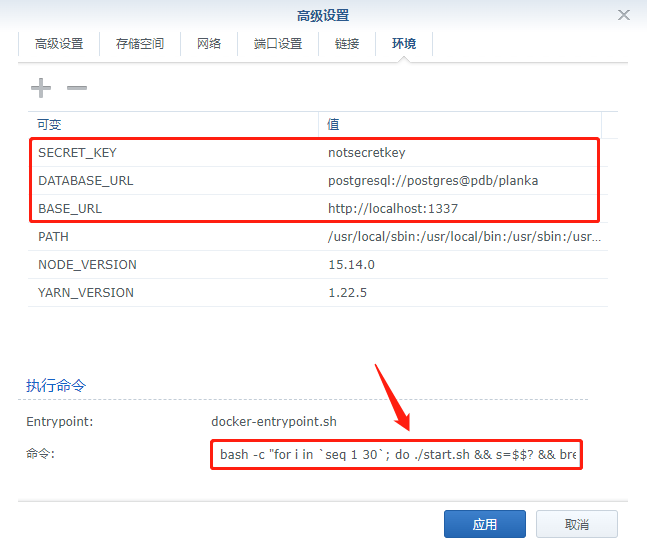 高级设置
高级设置 存储空间 网络 端口设置 链接 环境
可变 值
SECRET_KEY notsecretkey
DATABASE_URL postgresql://postgres@pdb/planka
BASE_URL http://localhost:1337
PATH /usr/local/sbin:/usr/local/bin:/usr/sbin:/usr...
NODE_VERSION 15.14.0
YARN_VERSION 1.22.5
执行命令
Entrypoint: docker-entrypoint.sh
命令: bash -c "for i in `seq 1 30`; do ./start.sh && s=$$? && bre
应用 取消